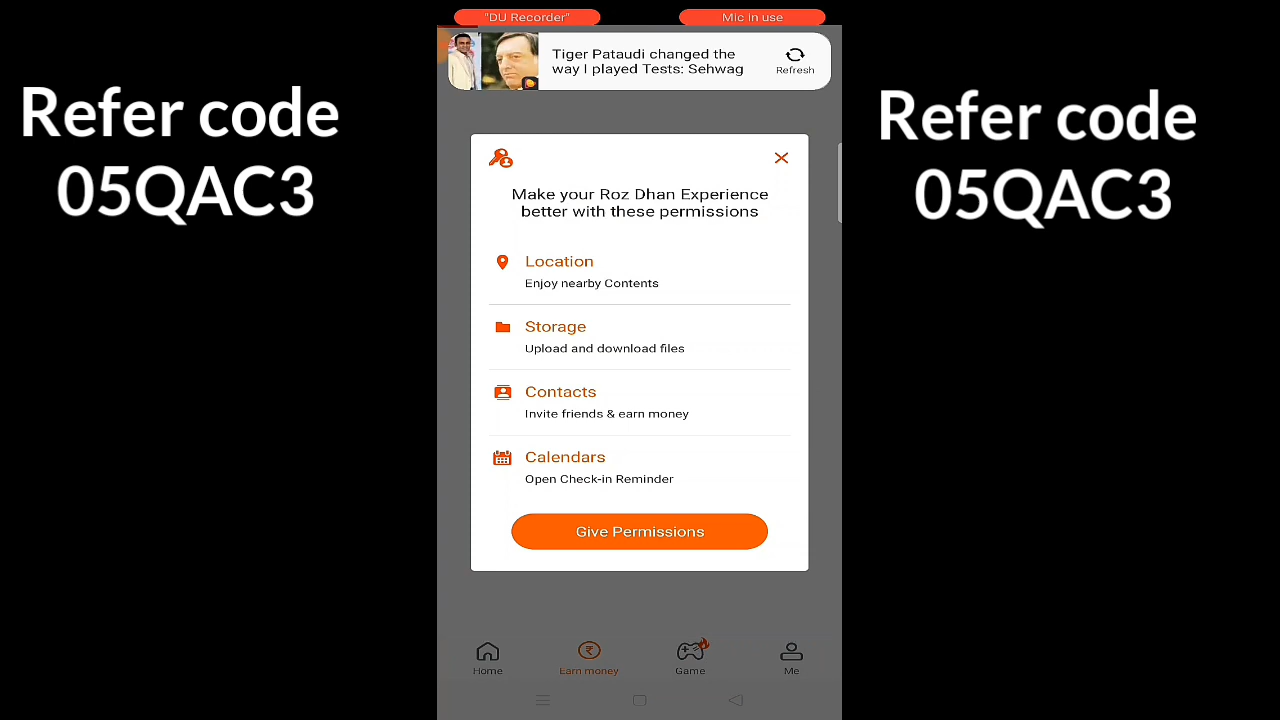 "DU Recorder"
Mic in use
Tiger Pataudi changed the
way I played Tests: Sehwag
Refresh
Refer code
05QAC3
Refer code
05QAC3
Make your Roz Dhan Experience
better with these permissions
Location
Enjoy nearby Contents
Storage
Upload and download files
Contacts
Invite friends & earn money
Calendars
Open Check-in Reminder
Give Permissions
Home
Earn money
Game
Me